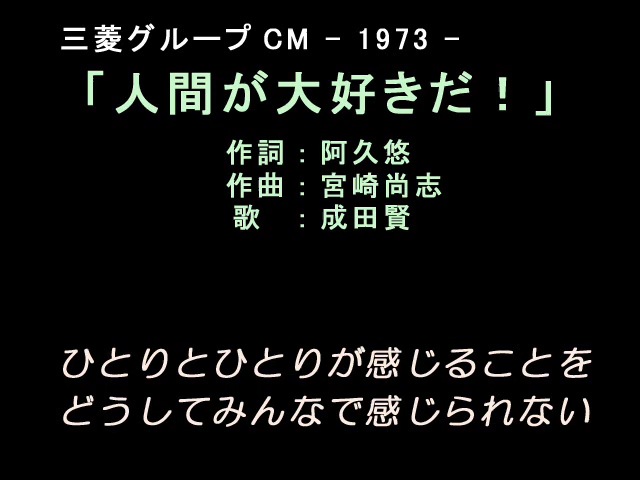 三菱グループ CM － 1973 －
「人間が大好きだ！」
作詞：阿久悠
作曲：宮崎尚志
歌　：成田賢
ひとりとひとりが感じることを
どうしてみんなで感じられない